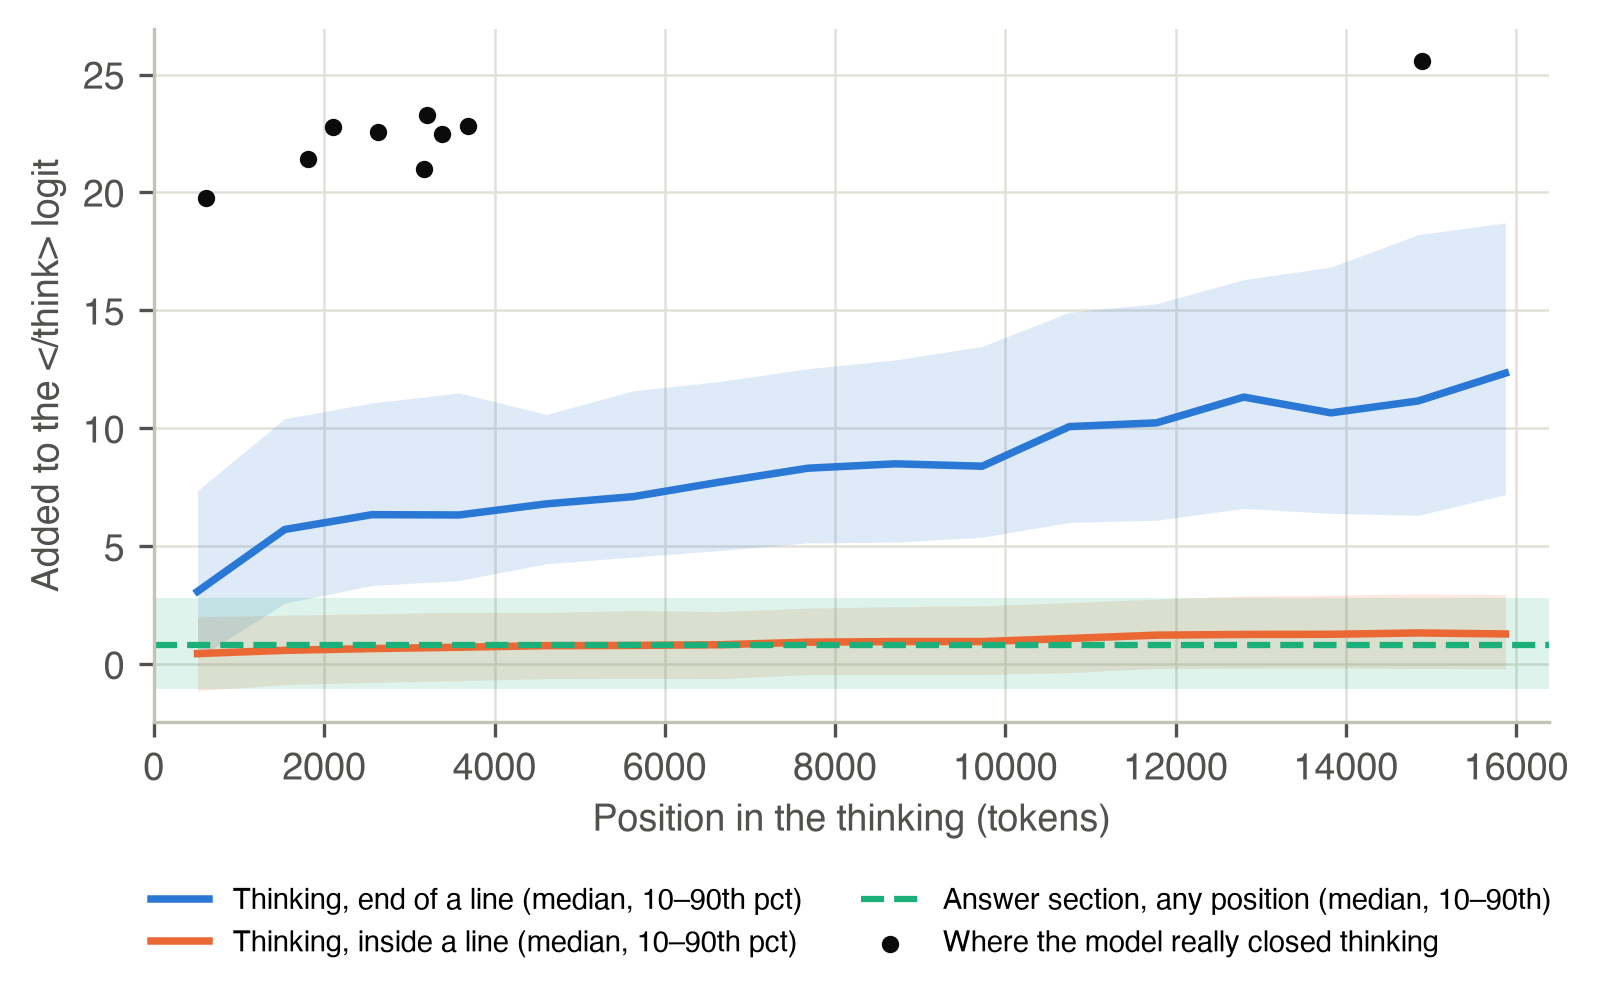 25
20
15
10
5
0
Added to the </think> logit
0 2000 4000 6000 8000 10000 12000 14000 16000
Position in the thinking (tokens)
Thinking, end of a line (median, 10–90th pct)
Thinking, inside a line (median, 10–90th pct)
Answer section, any position (median, 10–90th)
Where the model really closed thinking